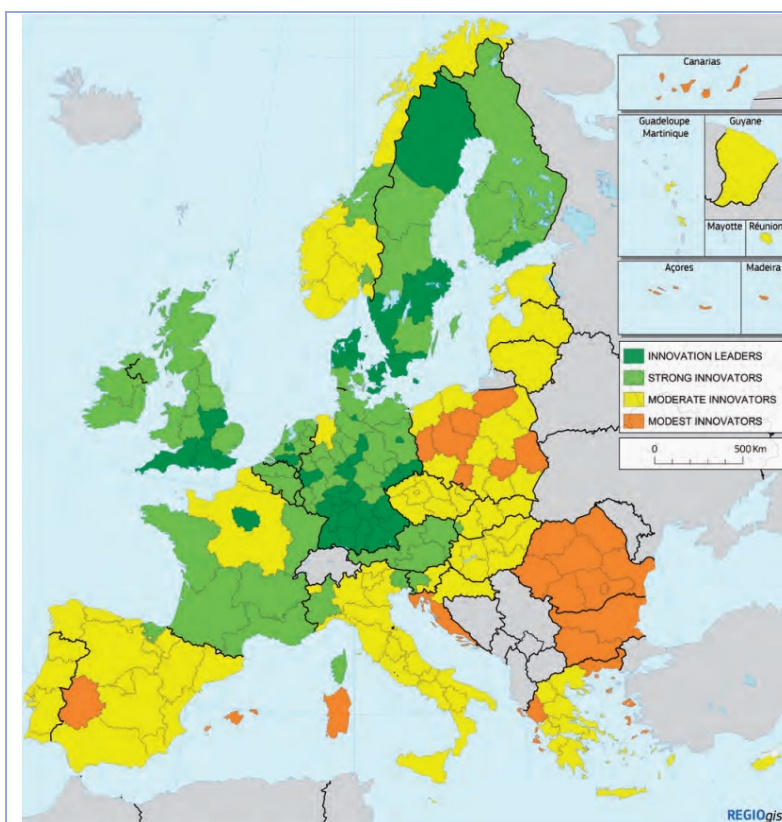 Canarias
Guadeloupe
Martinique
Guyane
Mayotte
Réunion
Açores
Madeira
INNOVATION LEADERS
STRONG INNOVATORS
MODERATE INNOVATORS
MODEST INNOVATORS
0 500 Km
REGIOgis